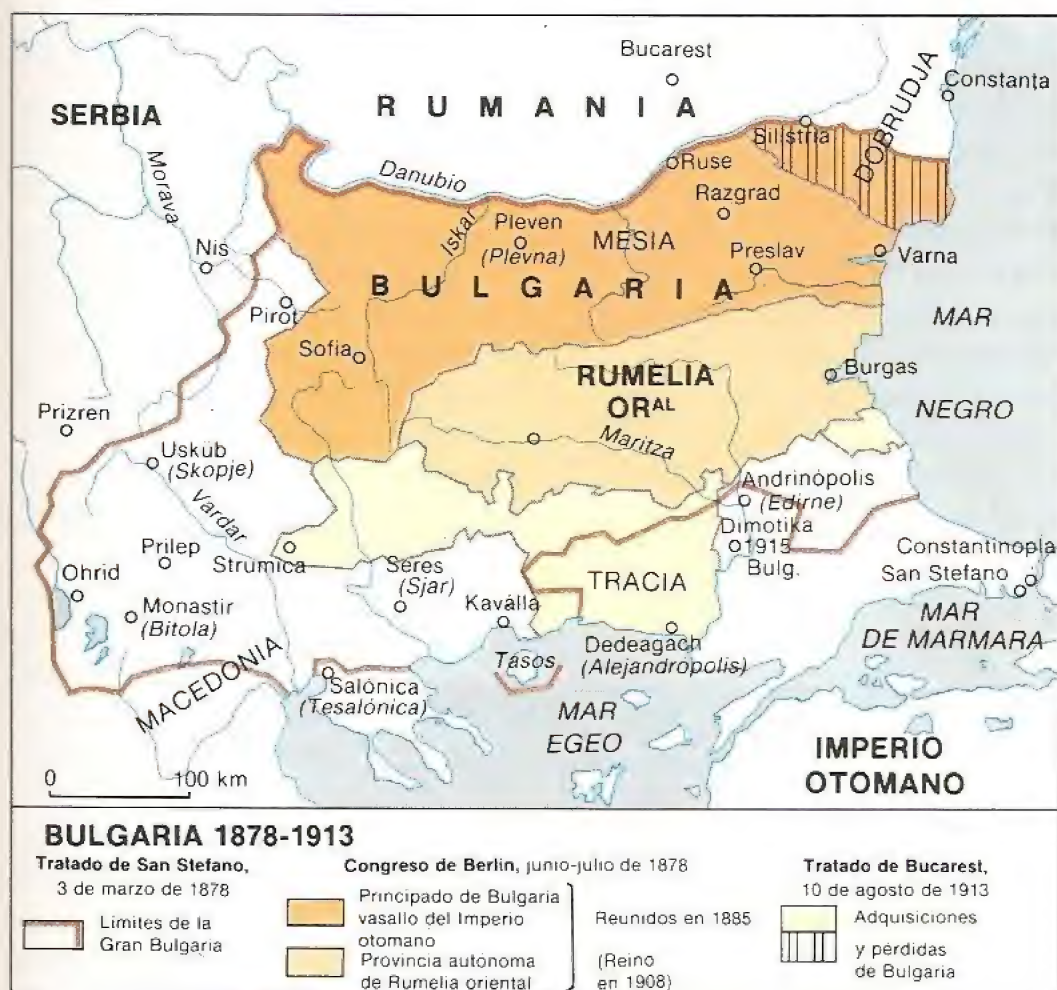 Bucarest
RUMANIA
SERBIA
DOBRUDJA
Constanta
Morava
Silistria
Danubio
Ruse
Iskar
Razgrad
Pleven
(Plevna)
MESIA
Nis
Preslav
Varna
BULGARIA
Pirot
MAR
NEGRO
Sofia
RUMELIA
ORAL
Burgas
Prizren
Maritza
Usküb
(Skopje)
Andrinópolis
(Edirne)
Vardar
Dimotika
1915
Bulg.
Prilep
Strumica
Seres
(Sjar)
TRACIA
Constantinopla
San Stefano
Ohrid
Monastir
(Bitola)
Kaválla
MAR
DE MARMARA
Dedeagach
(Alejandrópolis)
MACEDONIA
Tasos
Salónica
(Tesalónica)
MAR
EGEO
IMPERIO
OTOMANO
0 100 km
BULGARIA 1878-1913
Tratado de San Stefano,
3 de marzo de 1878
Límites de la
Gran Bulgaria
Congreso de Berlín, junio-julio de 1878
Principado de Bulgaria
vasallo del Imperio
otomano
Provincia autónoma
de Rumelia oriental
Reunidos en 1885
(Reino
en 1908)
Tratado de Bucarest,
10 de agosto de 1913
Adquisiciones
y pérdidas
de Bulgaria